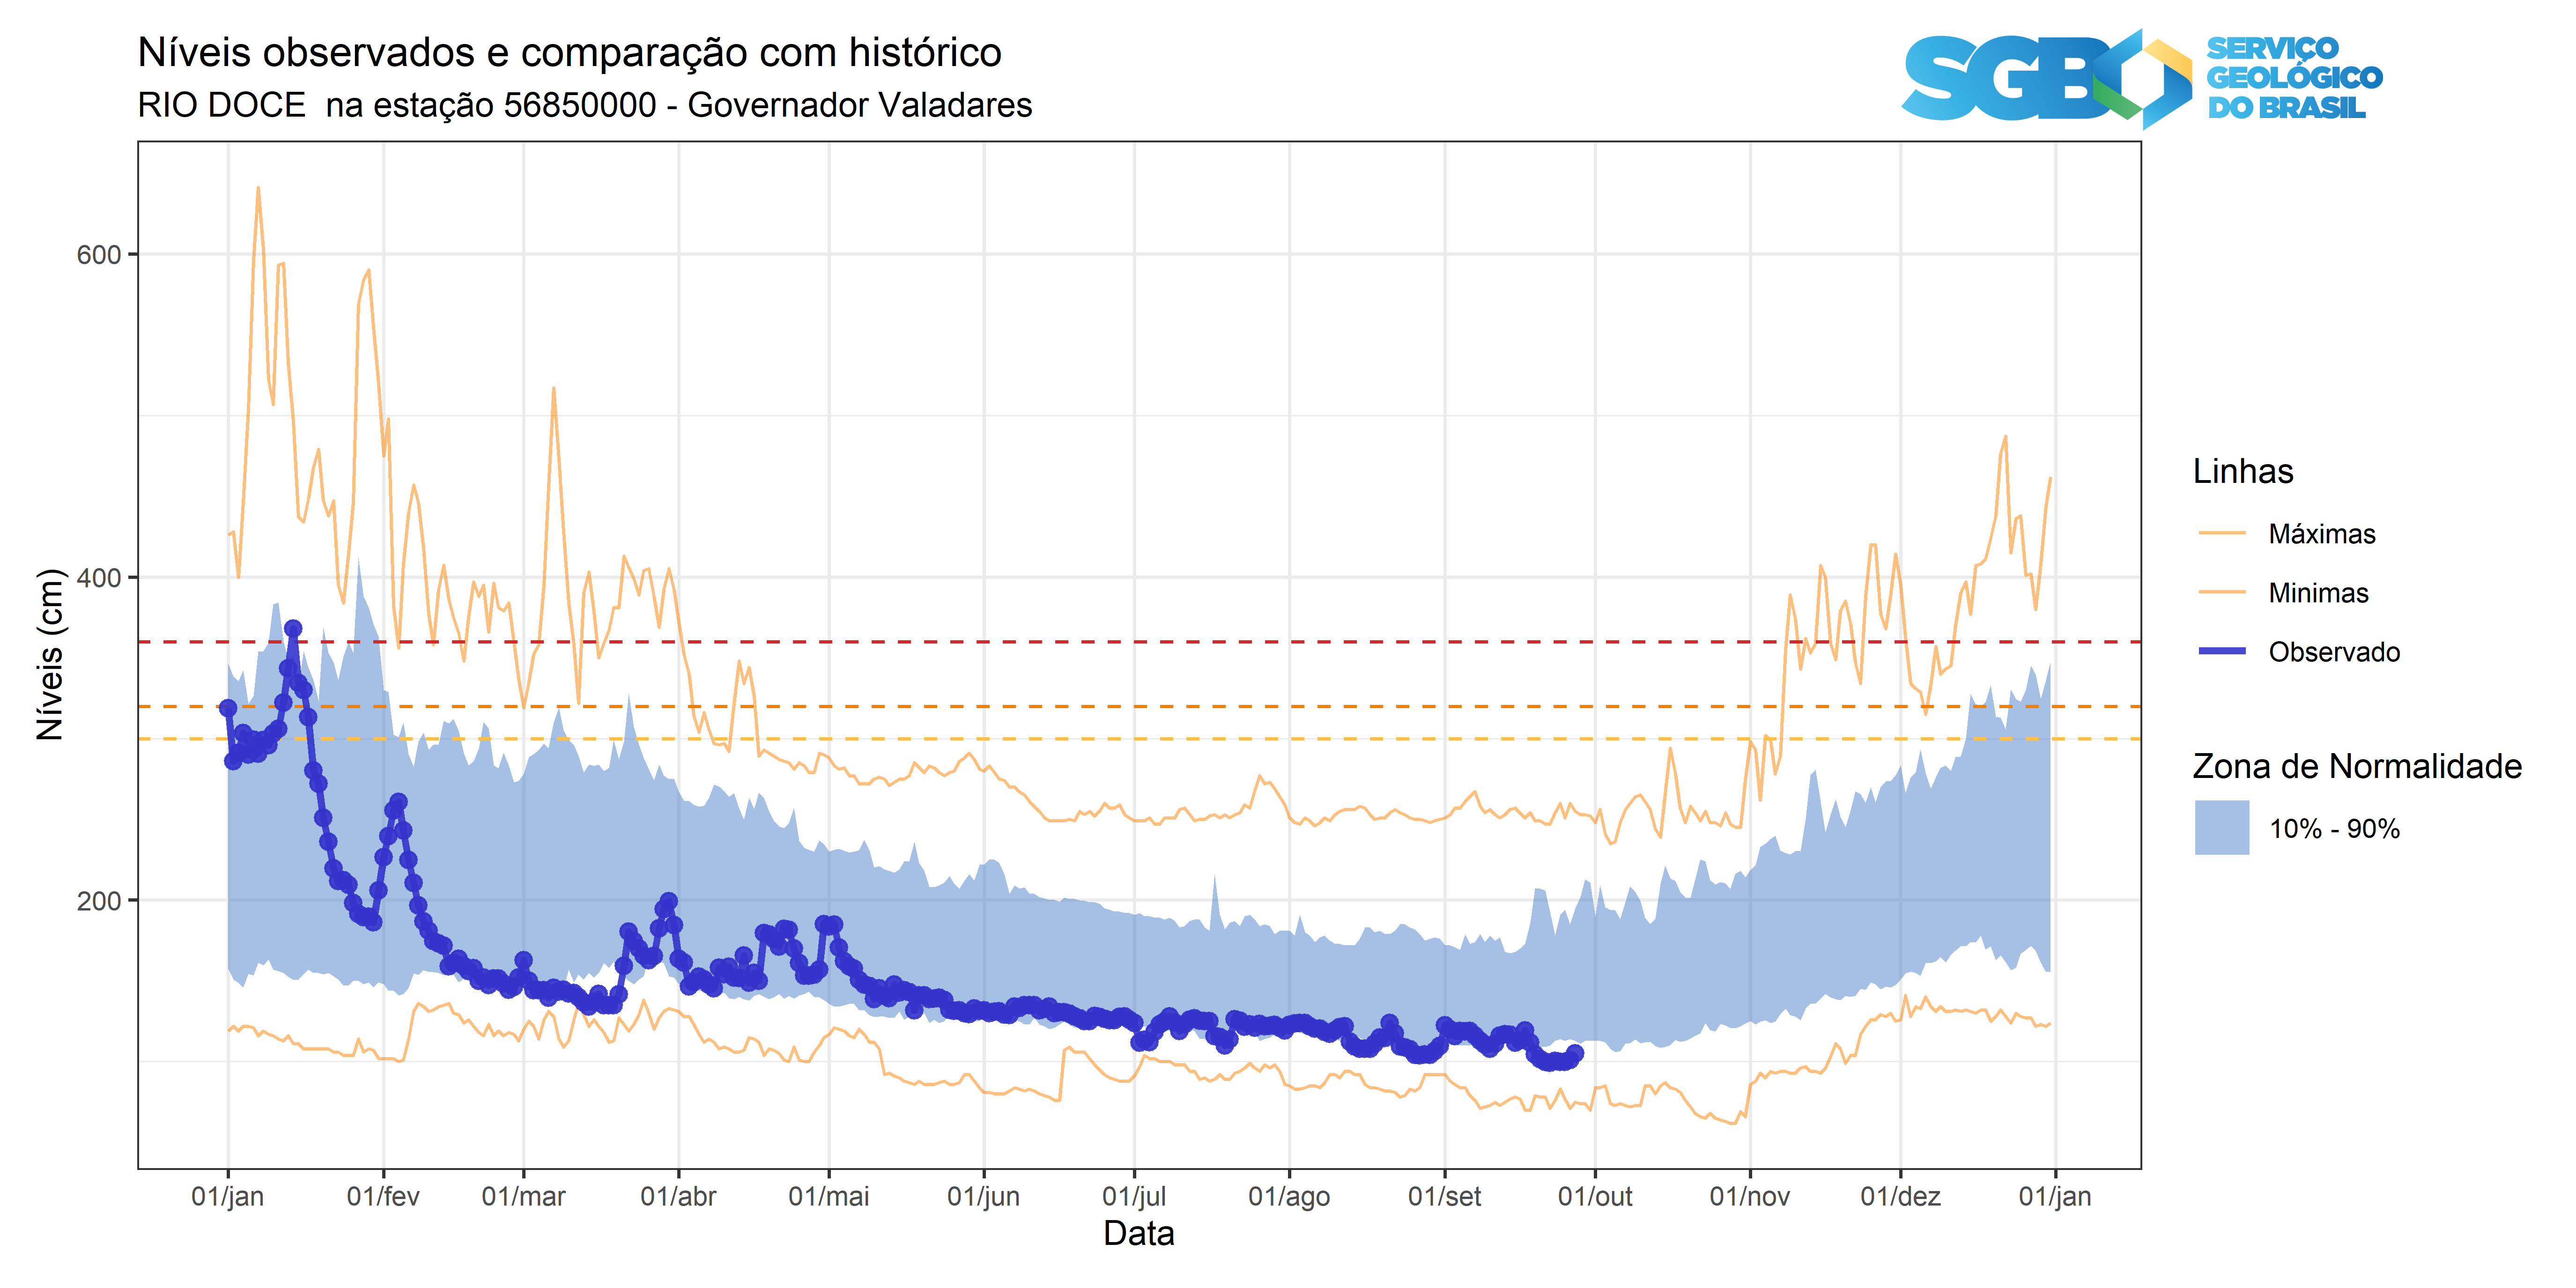 Níveis observados e comparação com histórico
RIO DOCE  na estação 56850000 - Governador Valadares
SGB
SERVIÇO
GEOLÓGICO
DO BRASIL
Níveis (cm)
600
400
200
01/jan 01/fev 01/mar 01/abr 01/mai 01/jun 01/jul 01/ago 01/set 01/out 01/nov 01/dez 01/jan
Data
Linhas
Máximas
Minimas
Observado
Zona de Normalidade
10% - 90%